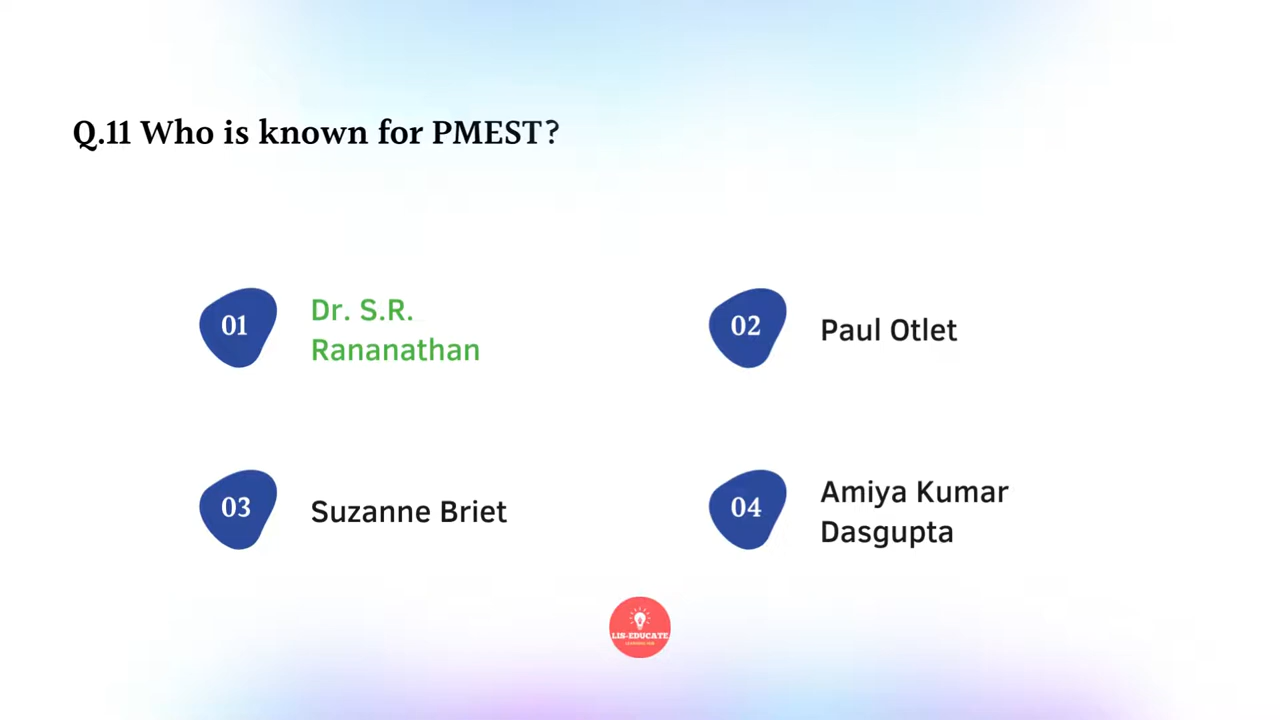 Q.11 Who is known for PMEST?
01
Dr. S.R.
Rananathan
02
Paul Otlet
03
Suzanne Briet
04
Amiya Kumar
Dasgupta
LIS-EDUCATE